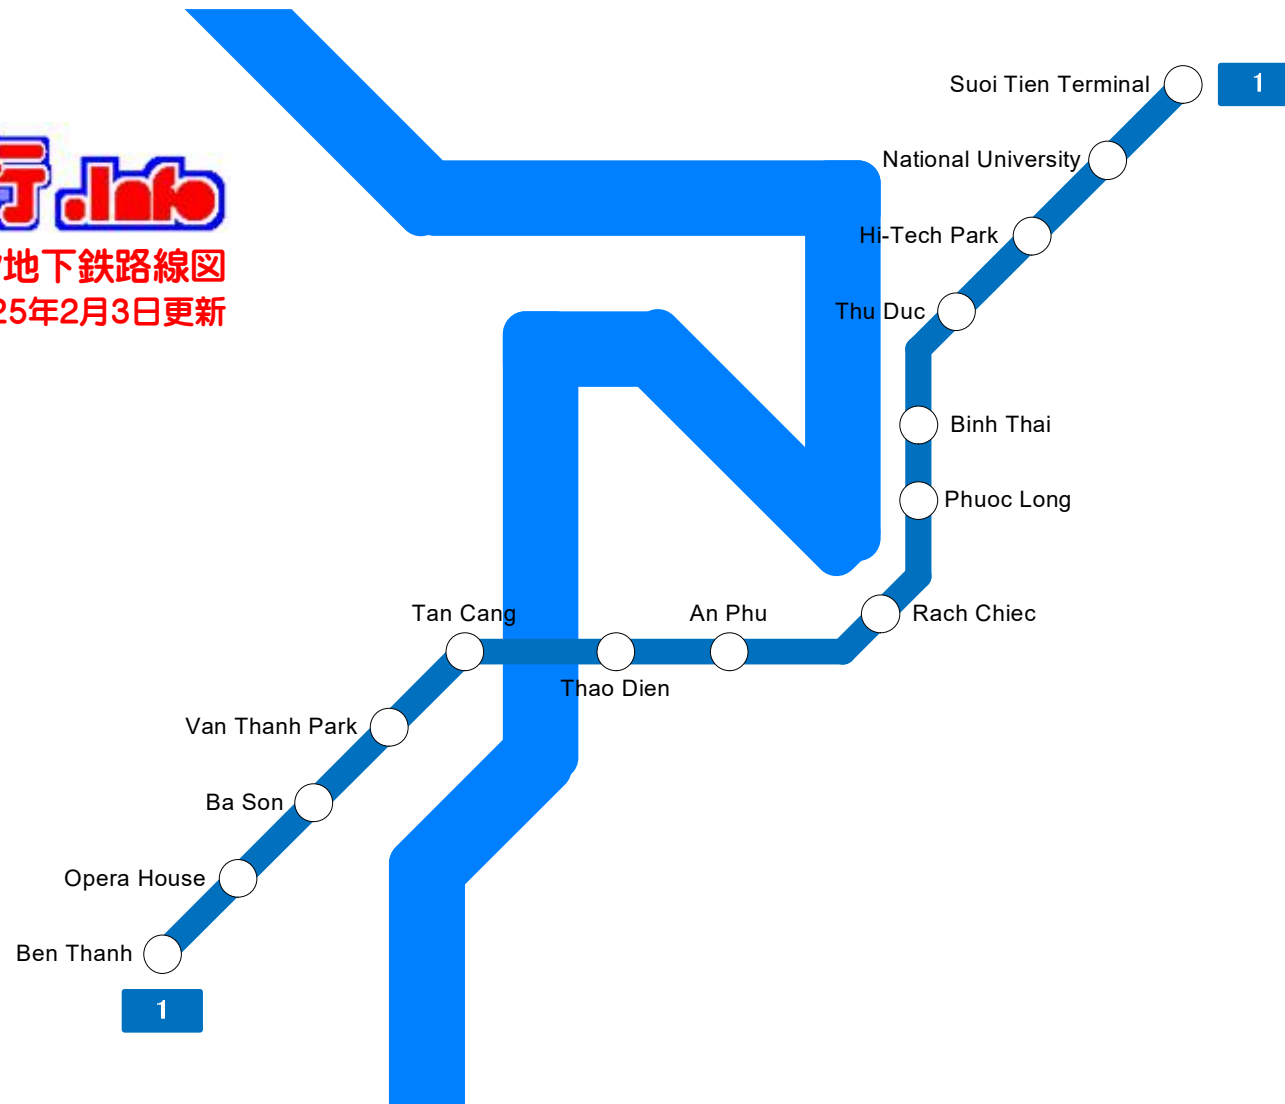 Suoi Tien Terminal
1
National University
行.Info
Hi-Tech Park
地下鉄路線図
25年2月3日更新
Thu Duc
Binh Thai
Phuoc Long
Tan Cang
An Phu
Rach Chiec
Thao Dien
Van Thanh Park
Ba Son
Opera House
Ben Thanh
1